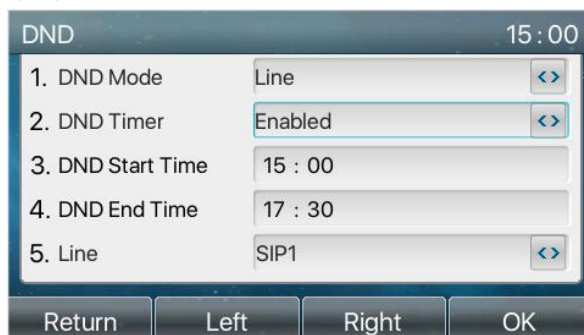 DND 15:00
1. DND Mode Line
2. DND Timer Enabled
3. DND Start Time 15 : 00
4. DND End Time 17 : 30
5. Line SIP1
Return Left Right OK